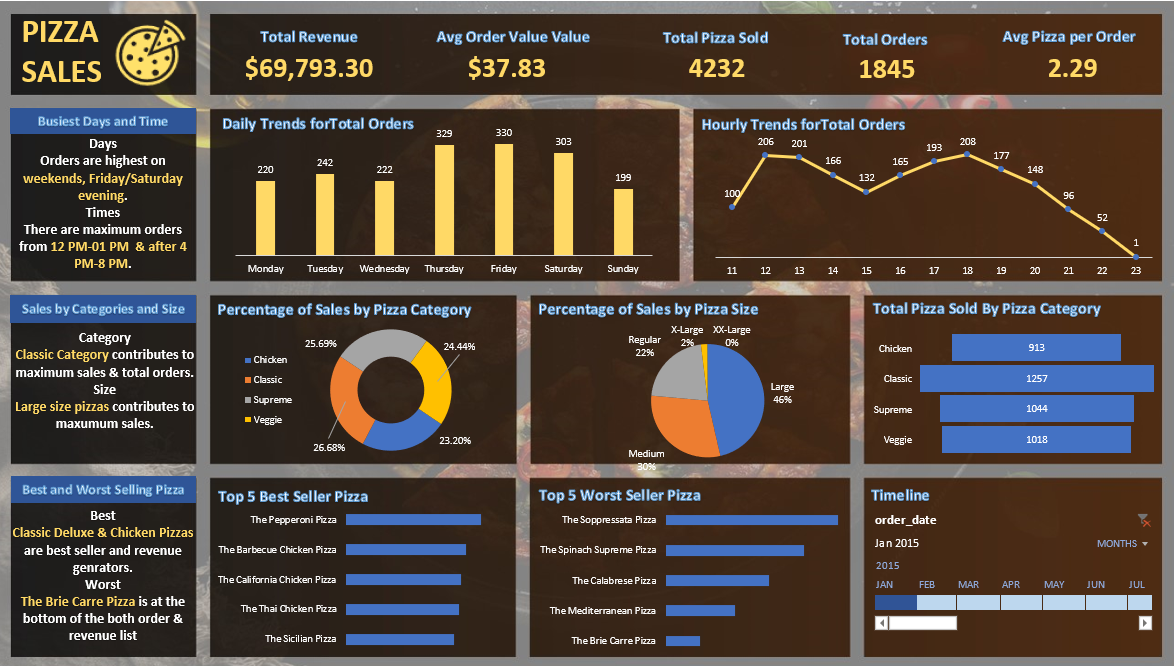 PIZZA
SALES
Total Revenue
$69,793.30
Avg Order Value Value
$37.83
Total Pizza Sold
4232
Total Orders
1845
Avg Pizza per Order
2.29
Busiest Days and Time
Days
Orders are highest on
weekends, Friday/Saturday
evening.
Times
There are maximum orders
from 12 PM-01 PM & after 4
PM-8 PM.
Daily Trends forTotal Orders
220
242
222
329
330
303
199
Monday
Tuesday
Wednesday
Thursday
Friday
Saturday
Sunday
Hourly Trends forTotal Orders
100
206
201
166
132
165
193
208
177
148
96
52
1
11
12
13
14
15
16
17
18
19
20
21
22
23
Sales by Categories and Size
Category
Classic Category contributes to
maximum sales & total orders.
Size
Large size pizzas contributes to
maxumum sales.
Percentage of Sales by Pizza Category
Chicken
Classic
Supreme
Veggie
25.69%
24.44%
26.68%
23.20%
Percentage of Sales by Pizza Size
X-Large
2%
XX-Large
0%
Regular
22%
Large
46%
Medium
30%
Total Pizza Sold By Pizza Category
Chicken
913
Classic
1257
Supreme
1044
Veggie
1018
Best and Worst Selling Pizza
Best
Classic Deluxe & Chicken Pizzas
are best seller and revenue
genrators.
Worst
The Brie Carre Pizza is at the
bottom of the both order &
revenue list
Top 5 Best Seller Pizza
The Pepperoni Pizza
The Barbecue Chicken Pizza
The California Chicken Pizza
The Thai Chicken Pizza
The Sicilian Pizza
Top 5 Worst Seller Pizza
The Soppressata Pizza
The Spinach Supreme Pizza
The Calabrese Pizza
The Mediterranean Pizza
The Brie Carre Pizza
Timeline
order_date
Jan 2015
MONTHS
2015
JAN
FEB
MAR
APR
MAY
JUN
JUL